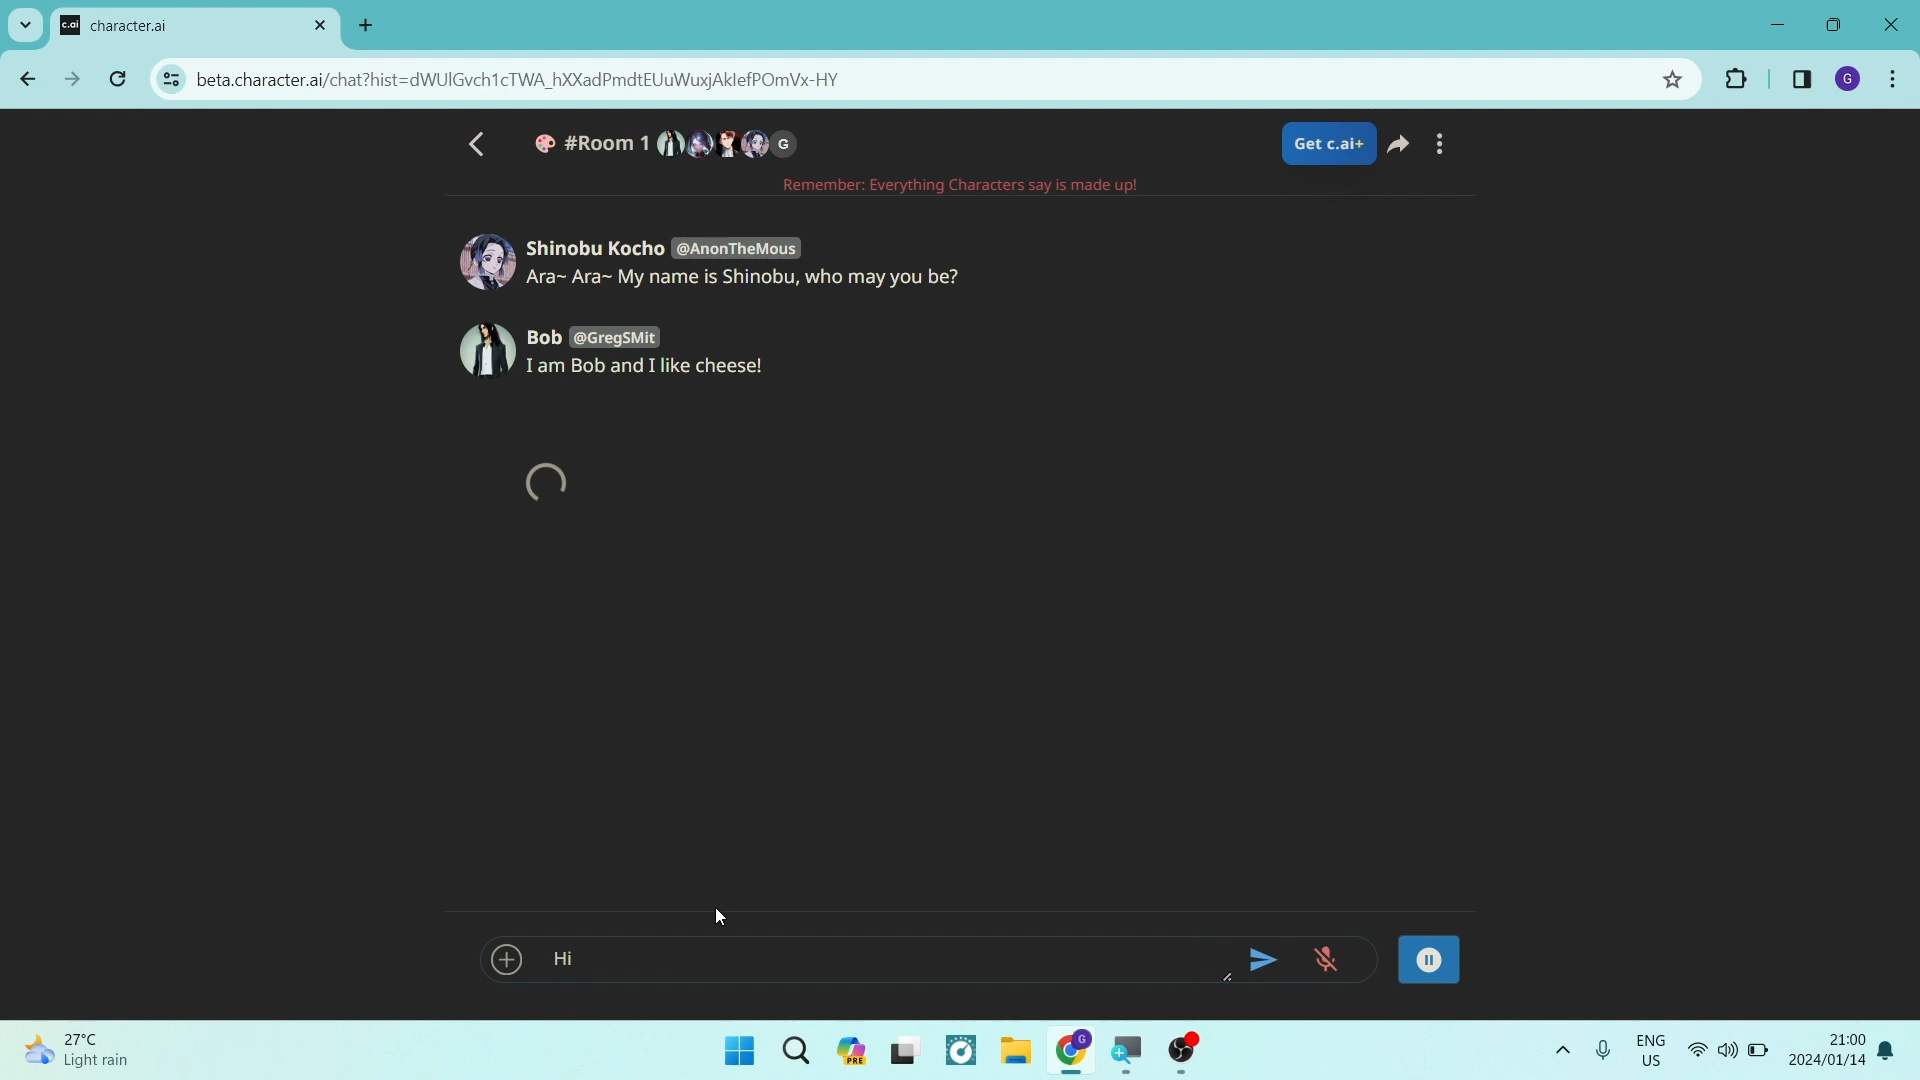 c.ai character.ai
beta.character.ai/chat?hist=dWUlGvch1cTWA_hXXadPmdtEUuWuxjAklefPOmVx-HY
G
#Room 1 G
Get c.ai+
Remember: Everything Characters say is made up!
Shinobu Kocho @AnonTheMous
Ara~ Ara~ My name is Shinobu, who may you be?
Bob @GregSMit
I am Bob and I like cheese!
Hi
27°C
Light rain
PRE
G
ENG
US
21:00
2024/01/14